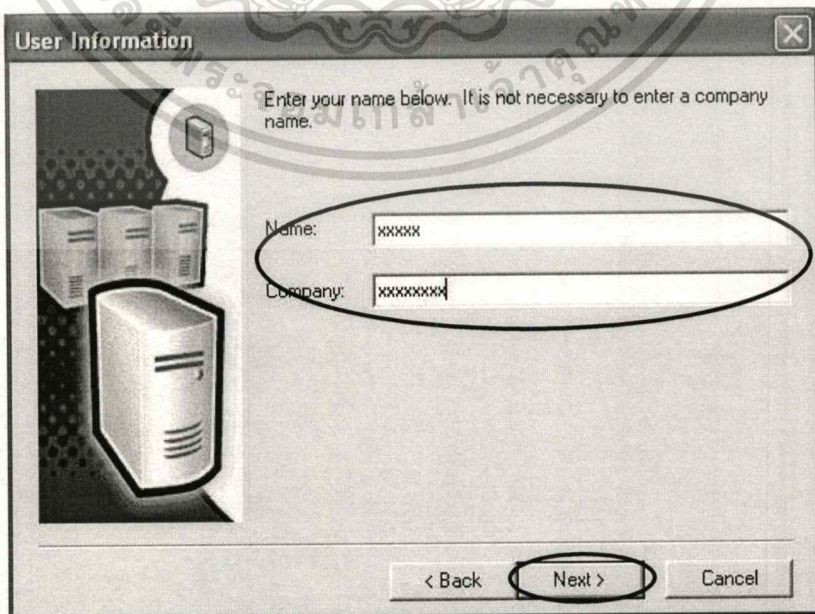 User Information
Enter your name below. It is not necessary to enter a company
name.
Name: xxxxx
Company: xxxxxxxx
< Back Next > Cancel